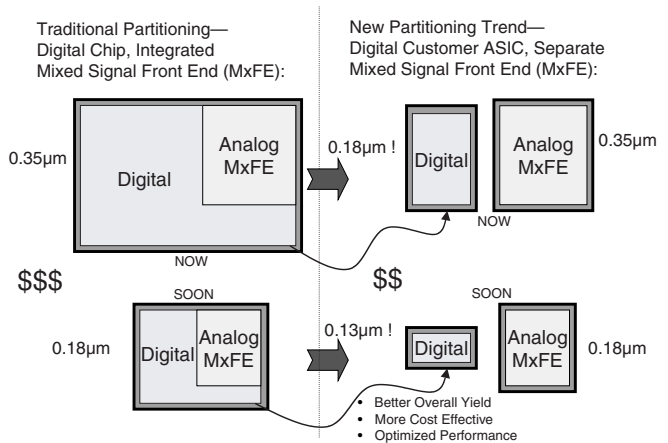 Traditional Partitioning—
Digital Chip, Integrated
Mixed Signal Front End (MxFE):
New Partitioning Trend—
Digital Customer ASIC, Separate
Mixed Signal Front End (MxFE):
0.35µm
Digital
Analog
MxFE
NOW
0.18µm !
Digital
Analog
MxFE
0.35µm
NOW
$$$
$$
SOON
0.18µm
Digital
Analog
MxFE
0.13µm !
SOON
Digital
Analog
MxFE
0.18µm
• Better Overall Yield
• More Cost Effective
• Optimized Performance